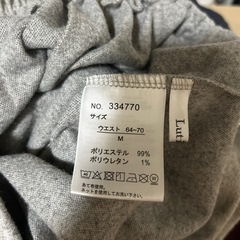 NO. 334770
サイズ
ウエスト 64-70
M
ポリエステル 99%
ポリウレタン 1%
Lut